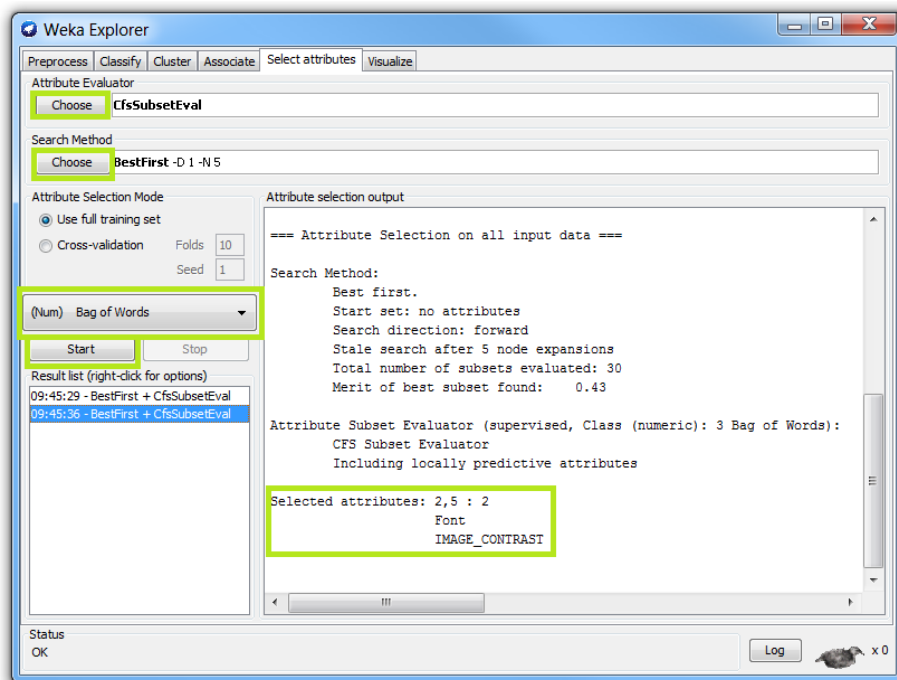 Weka Explorer
Preprocess Classify Cluster Associate Select attributes Visualize
Attribute Evaluator
Choose CfsSubsetEval
Search Method
Choose BestFirst -D 1 -N 5
Attribute Selection Mode
Use full training set
Cross-validation Folds 10
Seed 1
(Num) Bag of Words
Start Stop
Result list (right-click for options)
09:45:29 - BestFirst + CfsSubsetEval
09:45:36 - BestFirst + CfsSubsetEval
Attribute selection output
=== Attribute Selection on all input data ===
Search Method:
Best first.
Start set: no attributes
Search direction: forward
Stale search after 5 node expansions
Total number of subsets evaluated: 30
Merit of best subset found: 0.43
Attribute Subset Evaluator (supervised, Class (numeric): 3 Bag of Words):
CFS Subset Evaluator
Including locally predictive attributes
Selected attributes: 2,5 : 2
Font
IMAGE_CONTRAST
Status
OK
Log x 0